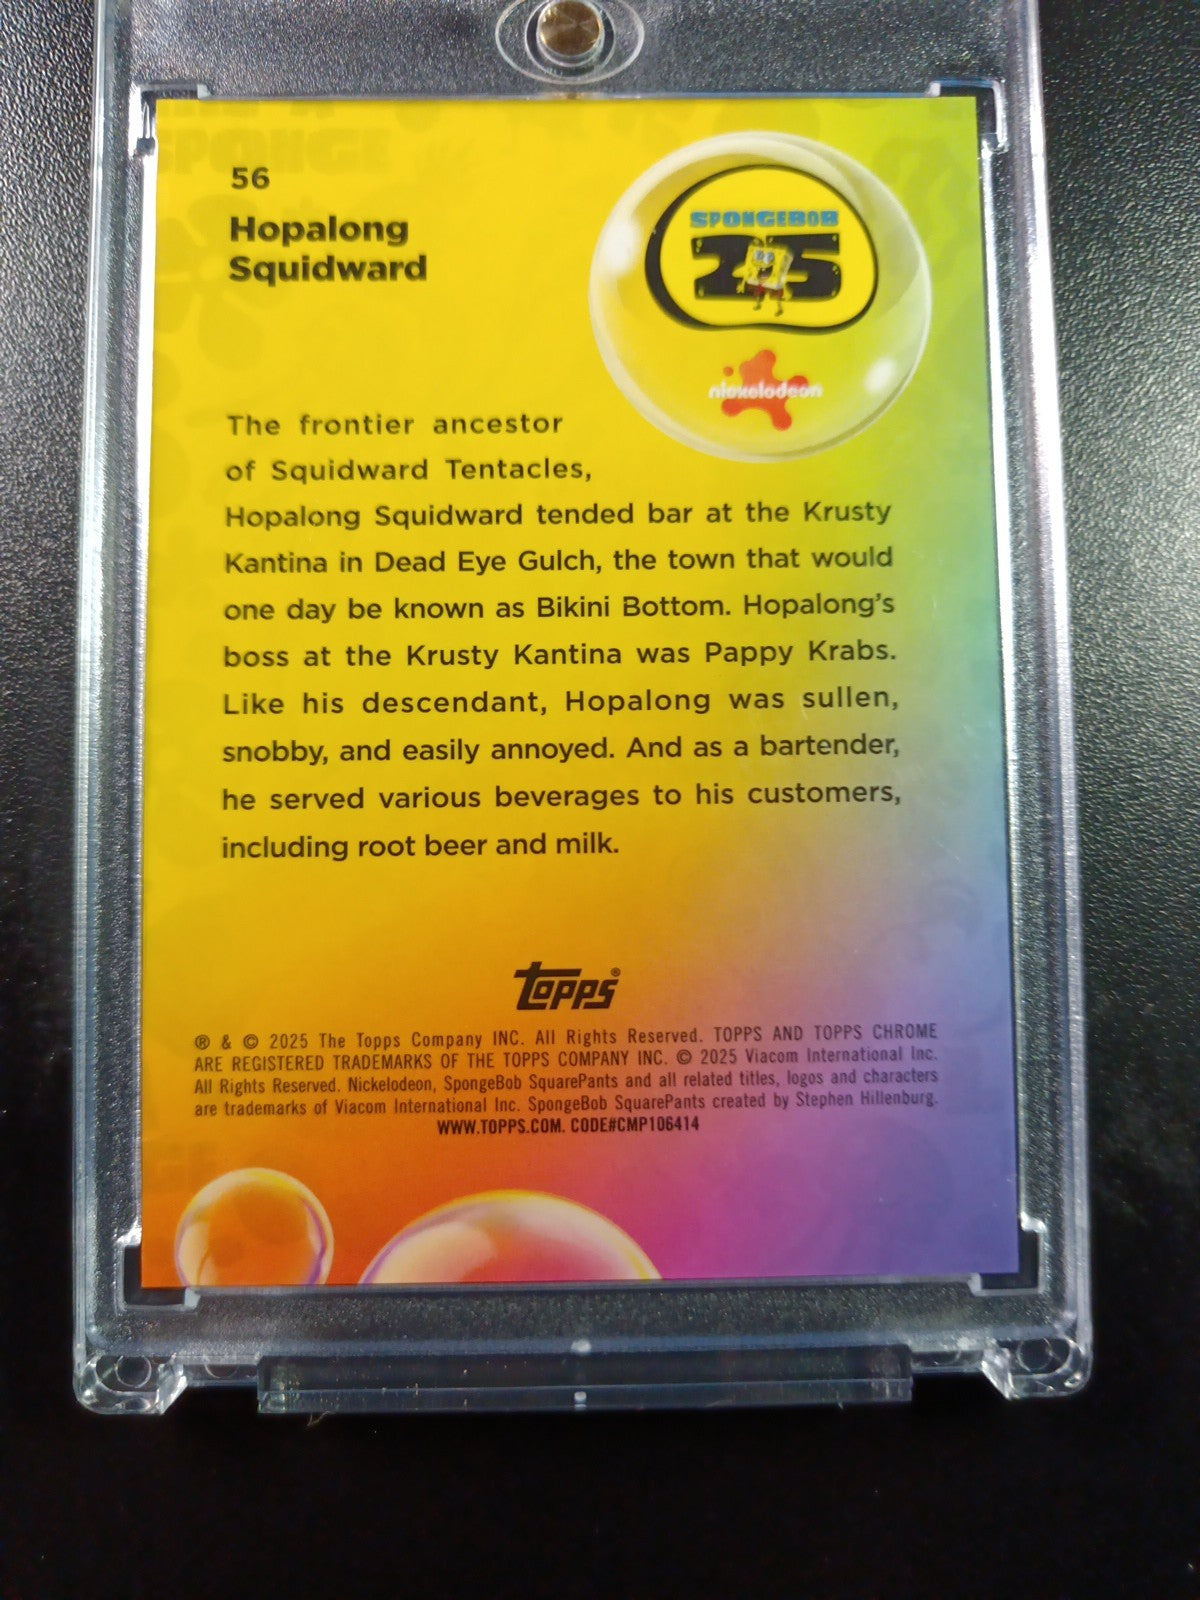 56
Hopalong
Squidward
SPONGEBOB
25
nickelodeon
The frontier ancestor
of Squidward Tentacles,
Hopalong Squidward tended bar at the Krusty
Kantina in Dead Eye Gulch, the town that would
one day be known as Bikini Bottom. Hopalong's
boss at the Krusty Kantina was Pappy Krabs.
Like his descendant, Hopalong was sullen,
snobby, and easily annoyed. And as a bartender,
he served various beverages to his customers,
including root beer and milk.
TOPPS®
® & © 2025 The Topps Company INC. All Rights Reserved. TOPPS AND TOPPS CHROME
ARE REGISTERED TRADEMARKS OF THE TOPPS COMPANY INC. © 2025 Viacom International Inc.
All Rights Reserved. Nickelodeon, SpongeBob SquarePants and all related titles, logos and characters
are trademarks of Viacom International Inc. SpongeBob SquarePants created by Stephen Hillenburg.
WWW.TOPPS.COM. CODE#CMP106414